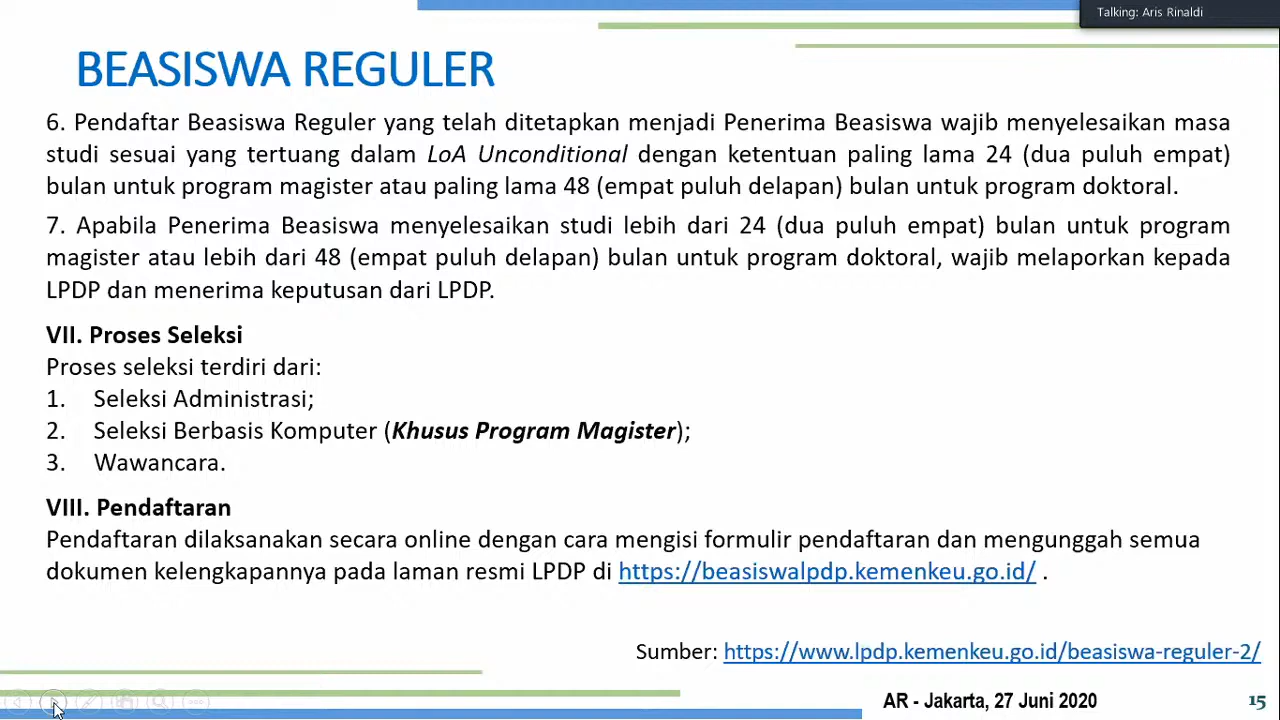 Talking: Aris Rinaldi
BEASISWA REGULER
6. Pendaftar Beasiswa Reguler yang telah ditetapkan menjadi Penerima Beasiswa wajib menyelesaikan masa
studi sesuai yang tertuang dalam LoA Unconditional dengan ketentuan paling lama 24 (dua puluh empat)
bulan untuk program magister atau paling lama 48 (empat puluh delapan) bulan untuk program doktoral.
7. Apabila Penerima Beasiswa menyelesaikan studi lebih dari 24 (dua puluh empat) bulan untuk program
magister atau lebih dari 48 (empat puluh delapan) bulan untuk program doktoral, wajib melaporkan kepada
LPDP dan menerima keputusan dari LPDP.
VII. Proses Seleksi
Proses seleksi terdiri dari:
1. Seleksi Administrasi;
2. Seleksi Berbasis Komputer (Khusus Program Magister);
3. Wawancara.
VIII. Pendaftaran
Pendaftaran dilaksanakan secara online dengan cara mengisi formulir pendaftaran dan mengunggah semua
dokumen kelengkapannya pada laman resmi LPDP di https://beasiswalpdp.kemenkeu.go.id/ .
Sumber: https://www.lpdp.kemenkeu.go.id/beasiswa-reguler-2/
AR - Jakarta, 27 Juni 2020
15